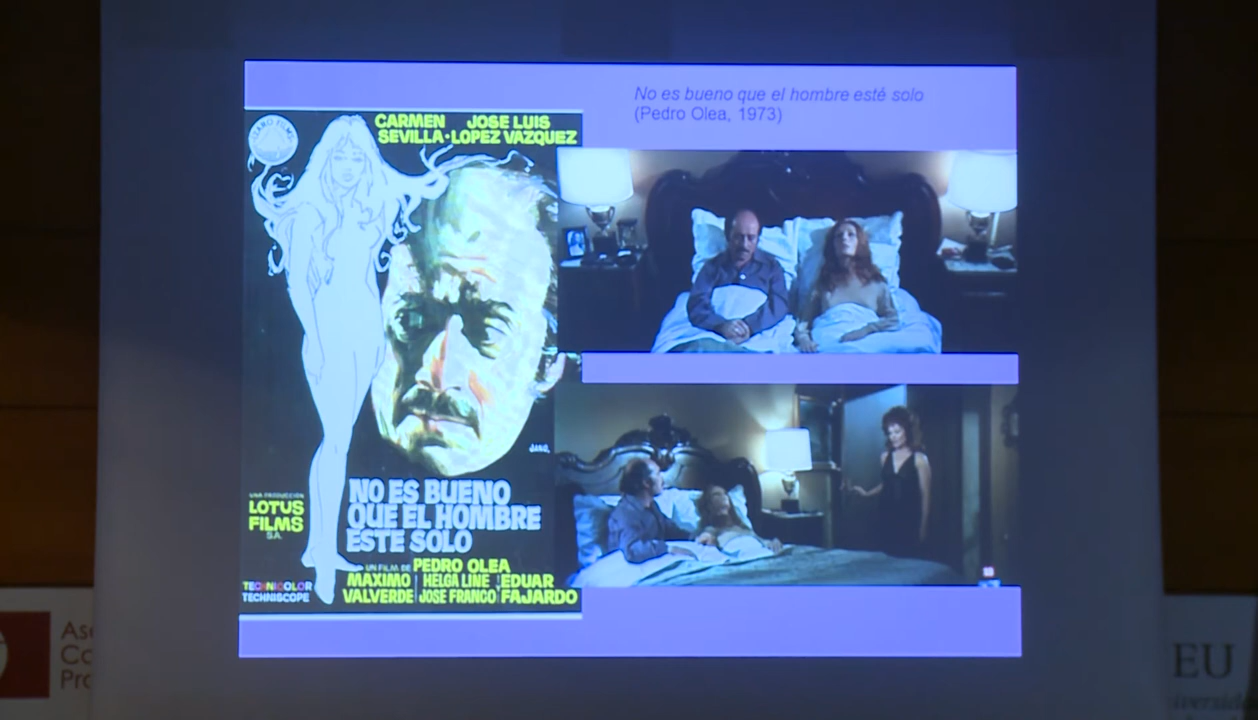 No es bueno que el hombre esté solo
(Pedro Olea, 1973)
CARMEN SEVILLA • JOSE LUIS LOPEZ VAZQUEZ
JANO,
UNA PRODUCCION
LOTUS
FILMS
S.A.
NO ES BUENO
QUE EL HOMBRE
ESTE SOLO
UN FILM DE PEDRO OLEA
MAXIMO VALVERDE
HELGA LINE
JOSE FRANCO
EDUAR FAJARDO
TECHNICOLOR
TECHNISCOPE
EU